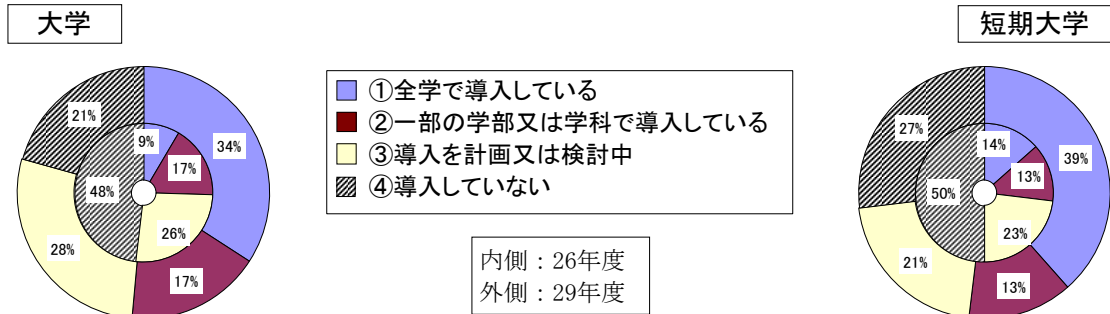 大学
短期大学
①全学で導入している
②一部の学部又は学科で導入している
③導入を計画又は検討中
④導入していない
21%
9%
34%
17%
48%
26%
28%
17%
27%
14%
39%
13%
50%
23%
21%
13%
内側：26年度
外側：29年度